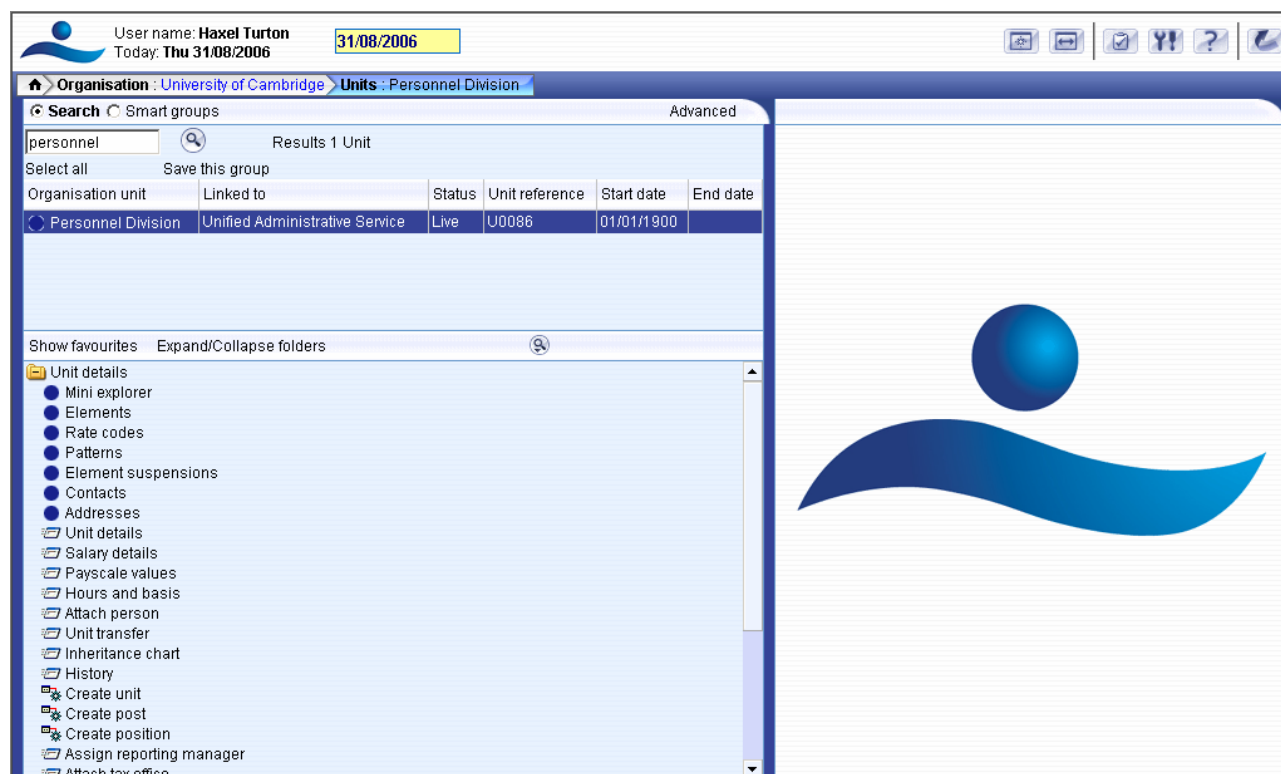 User name: Haxel Turton
Today: Thu 31/08/2006
31/08/2006
Organisation : University of Cambridge Units : Personnel Division
Search Smart groups Advanced
personnel Results 1 Unit
Select all Save this group
Organisation unit Linked to Status Unit reference Start date End date
Personnel Division Unified Administrative Service Live U0086 01/01/1900
Show favourites Expand/Collapse folders
Unit details
Mini explorer
Elements
Rate codes
Patterns
Element suspensions
Contacts
Addresses
Unit details
Salary details
Payscale values
Hours and basis
Attach person
Unit transfer
Inheritance chart
History
Create unit
Create post
Create position
Assign reporting manager
Attach tax office